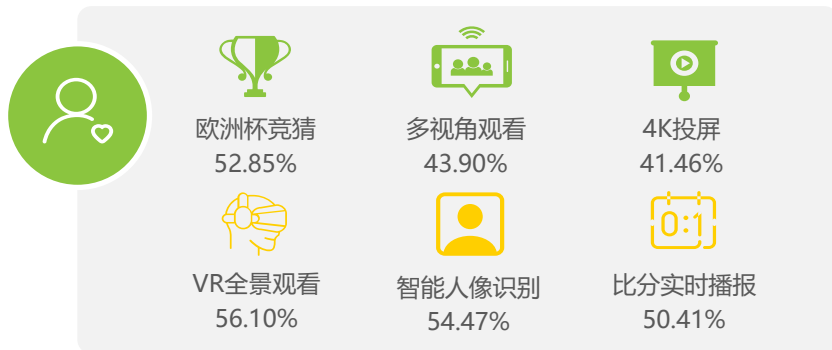 欧洲杯竞猜
52.85%
多视角观看
43.90%
4K投屏
41.46%
VR全景观看
56.10%
智能人像识别
54.47%
0:1
比分实时播报
50.41%